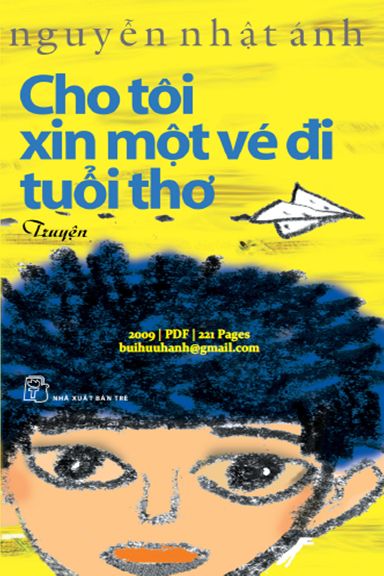 nguyễn nhật ánh
Cho tôi
xin một vé đi
tuổi thơ
Truyện
2009 | PDF | 221 Pages
buihuuhanh@gmail.com
NHÀ XUẤT BẢN TRẺ